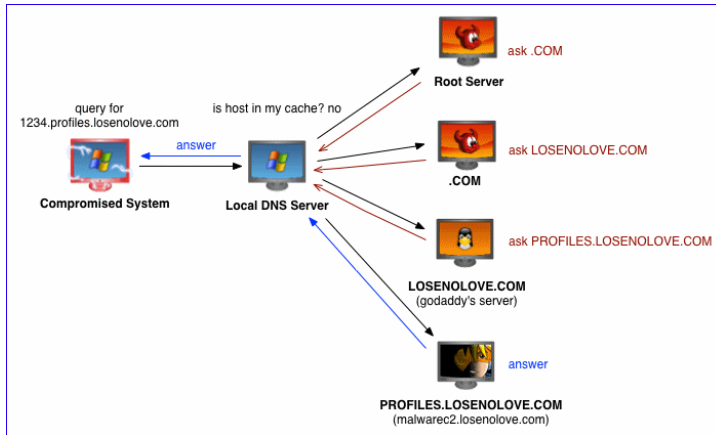 ask .COM
Root Server
query for
1234.profiles.losenolove.com
is host in my cache? no
answer
ask LOSENOLOVE.COM
.COM
Compromised System
Local DNS Server
ask PROFILES.LOSENOLOVE.COM
LOSENOLOVE.COM
(godaddy's server)
answer
PROFILES.LOSENOLOVE.COM
(malwarec2.losenolove.com)